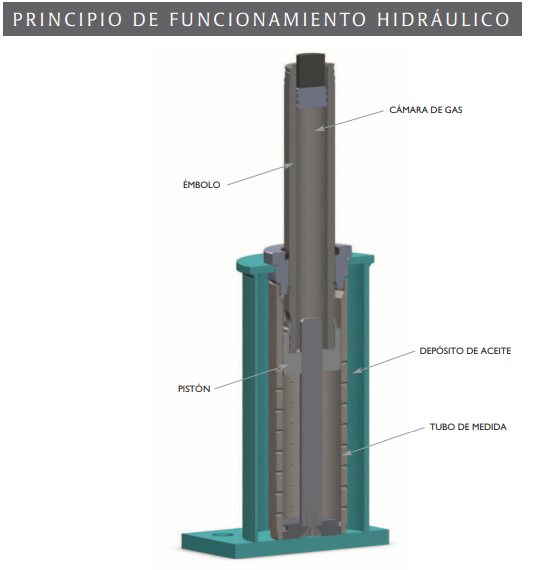 PRINCIPIO DE FUNCIONAMIENTO HIDRÁULICO
CÁMARA DE GAS
ÉMBOLO
DEPÓSITO DE ACEITE
PISTÓN
TUBO DE MEDIDA